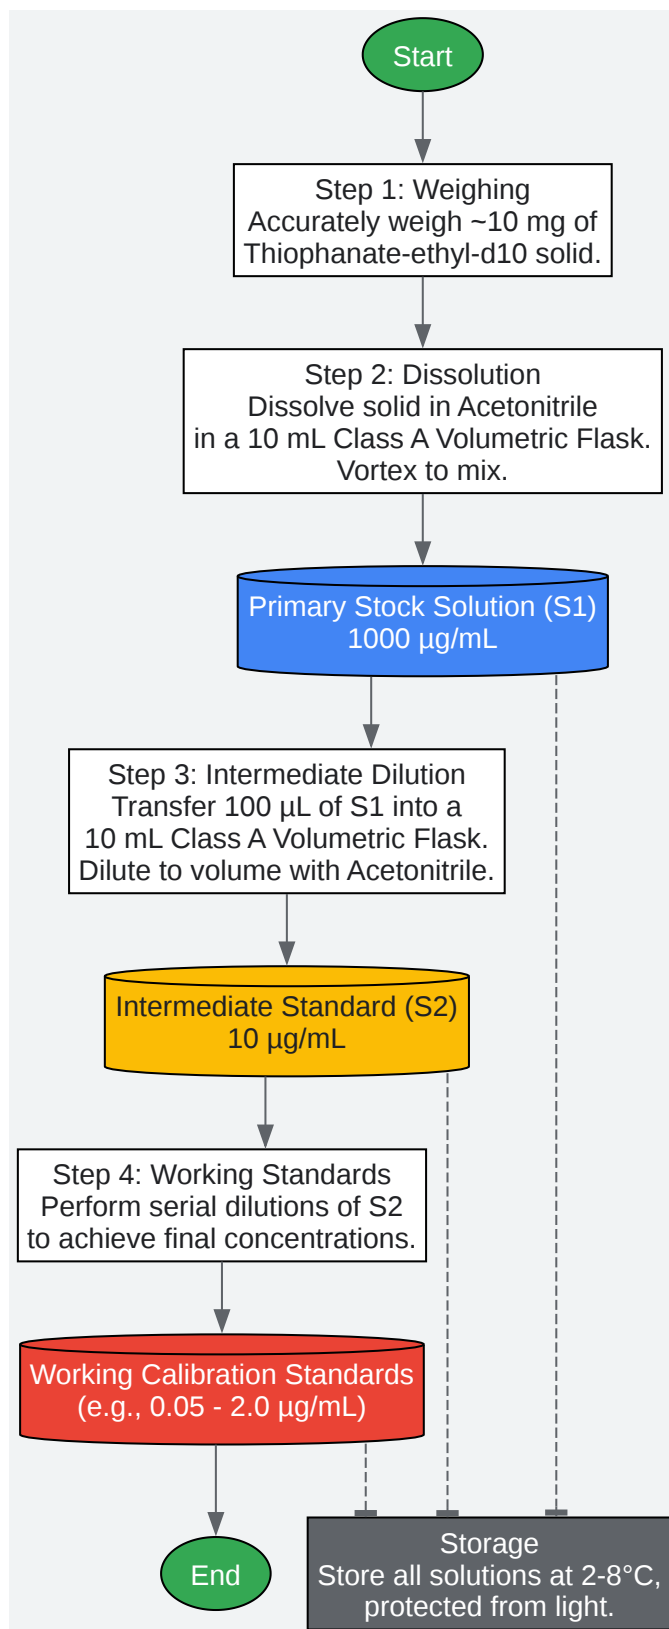 Start
Step 1: Weighing
Accurately weigh ~10 mg of
Thiophanate-ethyl-d10 solid.
Step 2: Dissolution
Dissolve solid in Acetonitrile
in a 10 mL Class A Volumetric Flask.
Vortex to mix.
Primary Stock Solution (S1)
1000 µg/mL
Step 3: Intermediate Dilution
Transfer 100 µL of S1 into a
10 mL Class A Volumetric Flask.
Dilute to volume with Acetonitrile.
Intermediate Standard (S2)
10 µg/mL
Step 4: Working Standards
Perform serial dilutions of S2
to achieve final concentrations.
Working Calibration Standards
(e.g., 0.05 - 2.0 µg/mL)
End
Storage
Store all solutions at 2-8°C,
protected from light.